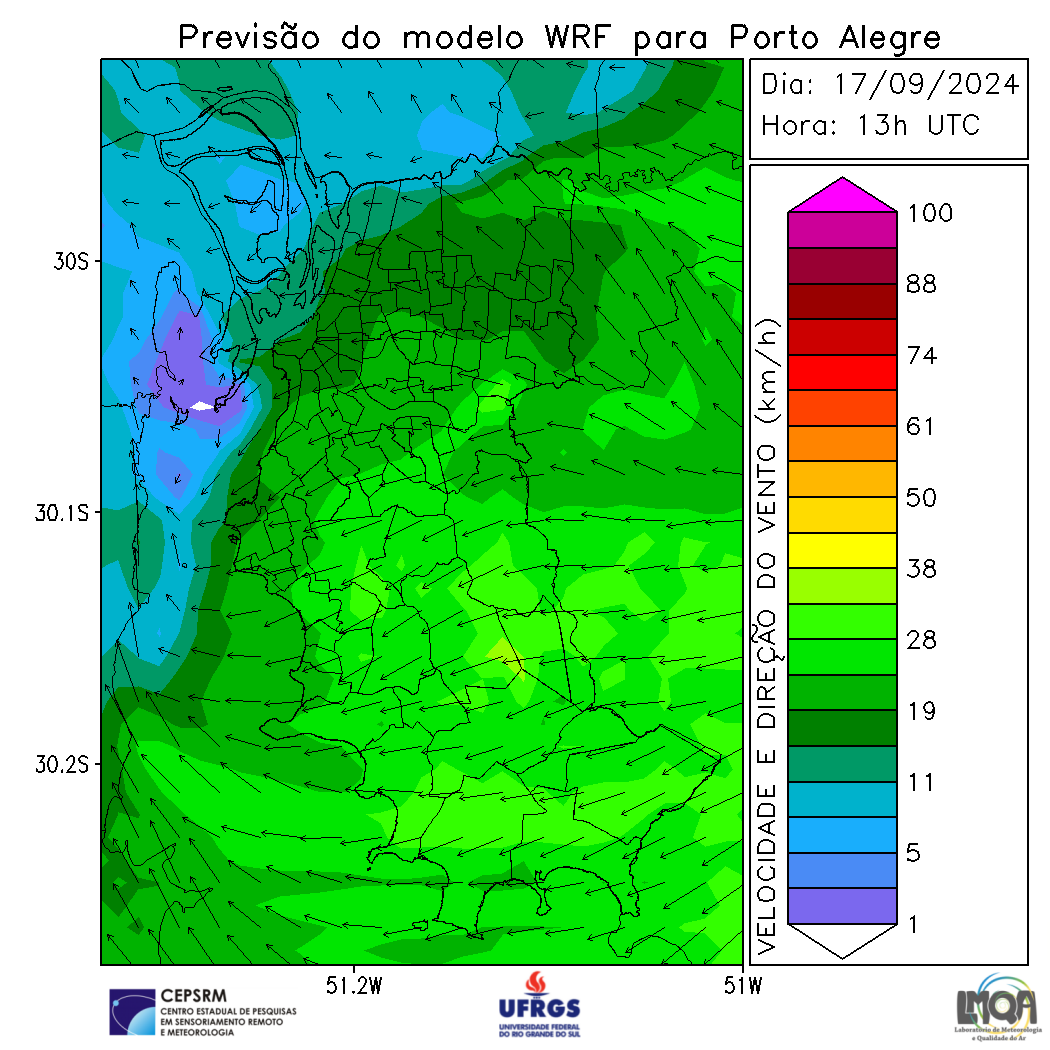 Previsão do modelo WRF para Porto Alegre
Dia: 17/09/2024
Hora: 13h UTC
30S
30.1S
30.2S
51.2W
51W
VELOCIDADE E DIREÇÃO DO VENTO (km/h)
100
88
74
61
50
38
28
19
11
5
1
CEPSRM
CENTRO ESTADUAL DE PESQUISAS
EM SENSORIAMENTO REMOTO
E METEOROLOGIA
UFRGS
UNIVERSIDADE FEDERAL
DO RIO GRANDE DO SUL
LMQA
Laboratório de Meteorologia
e Qualidade do Ar